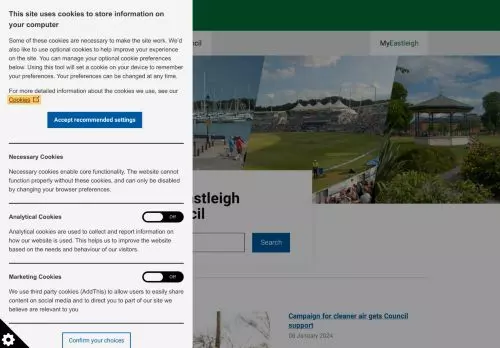 This site uses cookies to store information on
your computer
Some of these cookies are necessary to make the site work. We'd
also like to use optional cookies to help improve your experience
on the site. You can manage your optional cookie preferences
below. Using this tool will set a cookie on your device to remember
your preferences. Your preferences can be changed at any time.
For more detailed information about the cookies we use, see our
Cookies
Accept recommended settings
Necessary Cookies
Necessary cookies enable core functionality. The website cannot
function properly without these cookies, and can only be disabled
by changing your browser preferences.
Analytical Cookies
Off
Analytical cookies are used to collect and report information on
how our website is used. This helps us to improve the website
based on the needs and behaviour of our visitors.
Marketing Cookies
Off
We use third party cookies (AddThis) to allow users to easily share
content on social media and to direct you to part of our site we
believe are relevant to you
Confirm your choices
cil
MyEastleigh
astleigh
cil
Search
Campaign for cleaner air gets Council
support
08 January 2024